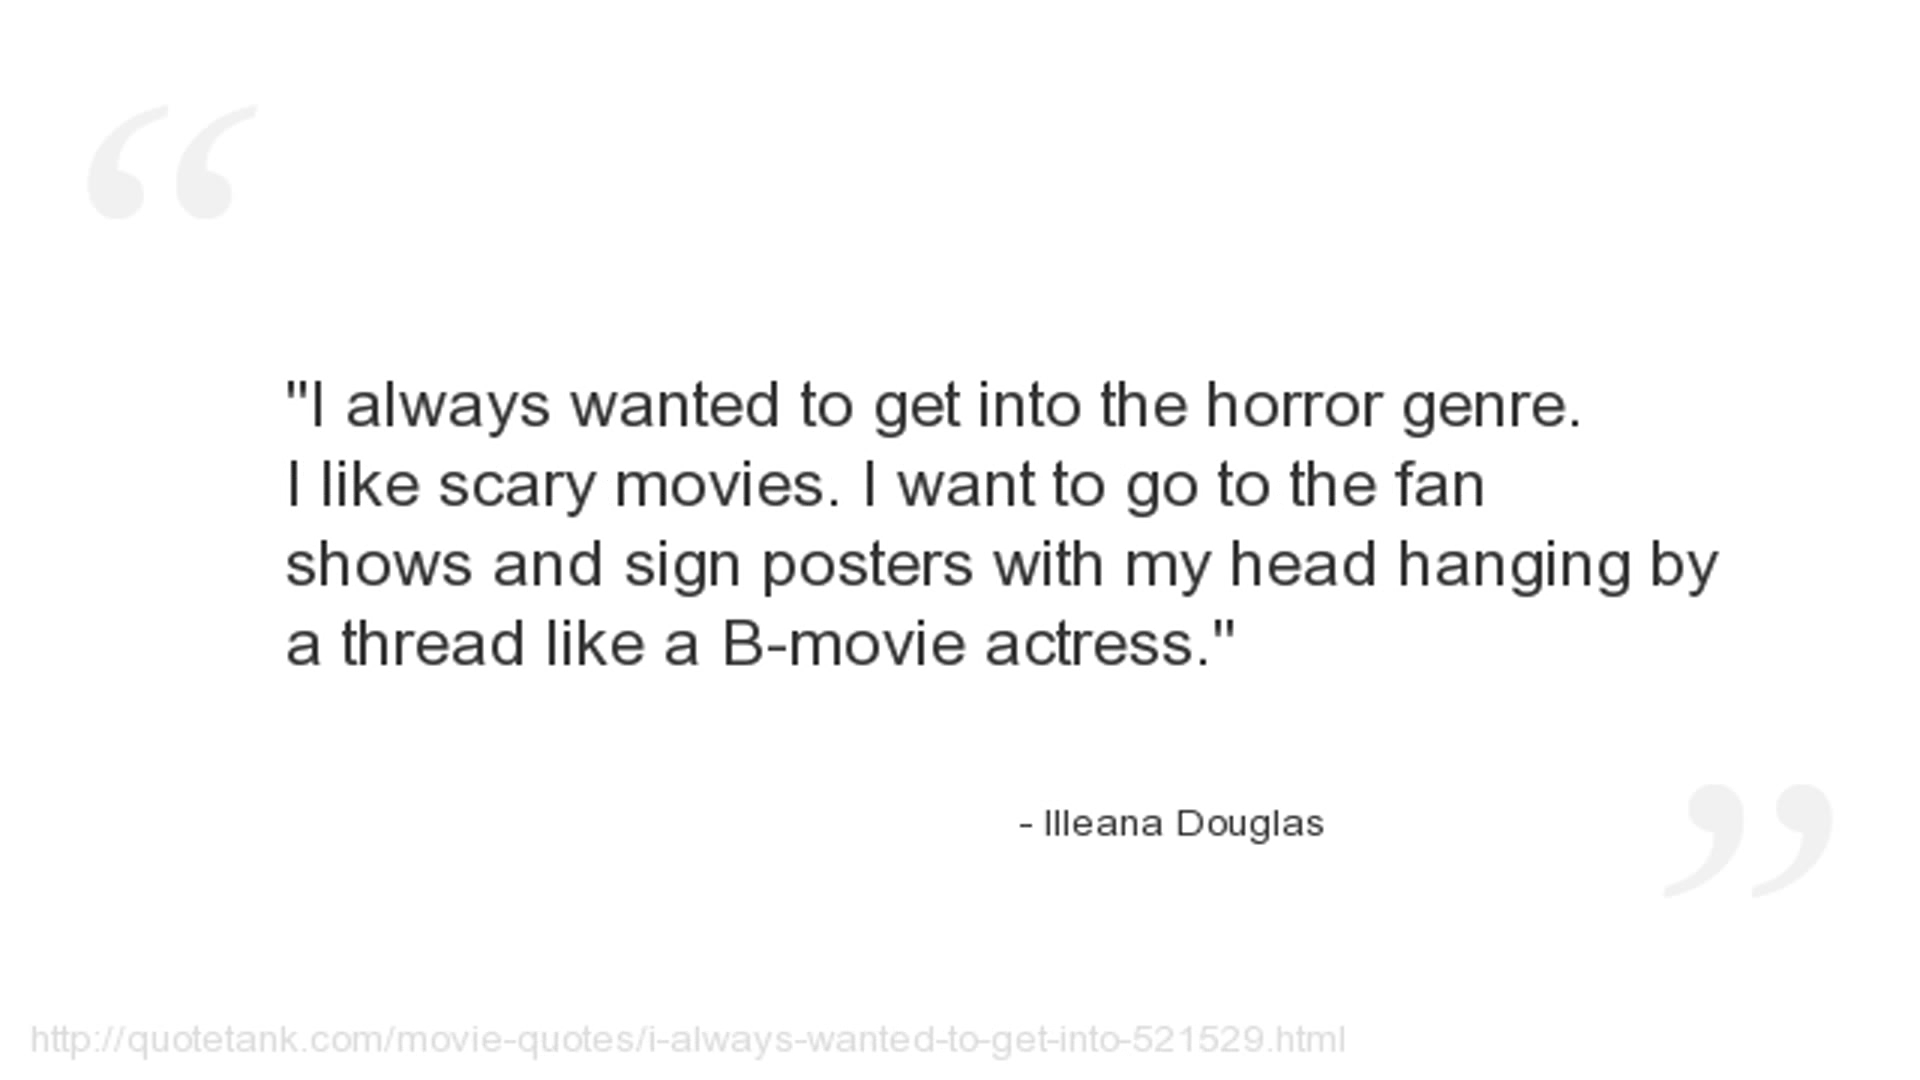 "I always wanted to get into the horror genre.
I like scary movies. I want to go to the fan
shows and sign posters with my head hanging by
a thread like a B-movie actress."
- Illeana Douglas
http://quotetank.com/movie-quotes/i-always-wanted-to-get-into-521529.html